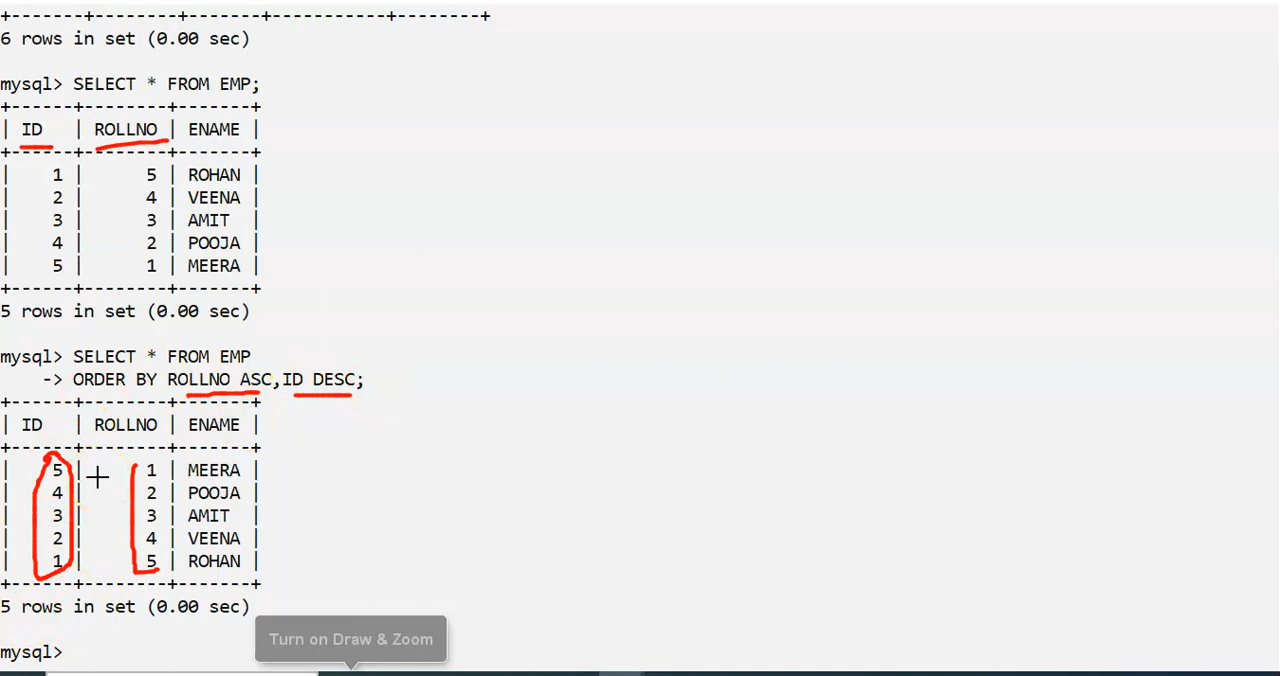 +-------+--------+-------+-----------+--------+
6 rows in set (0.00 sec)
mysql> SELECT * FROM EMP;
+------+--------+-------+
| ID   | ROLLNO | ENAME |
+------+--------+-------+
|    1 |      5 | ROHAN |
|    2 |      4 | VEENA |
|    3 |      3 | AMIT  |
|    4 |      2 | POOJA |
|    5 |      1 | MEERA |
+------+--------+-------+
5 rows in set (0.00 sec)
mysql> SELECT * FROM EMP
    -> ORDER BY ROLLNO ASC,ID DESC;
+------+--------+-------+
| ID   | ROLLNO | ENAME |
+------+--------+-------+
|    5 |      1 | MEERA |
|    4 |      2 | POOJA |
|    3 |      3 | AMIT  |
|    2 |      4 | VEENA |
|    1 |      5 | ROHAN |
+------+--------+-------+
5 rows in set (0.00 sec)
Turn on Draw & Zoom
mysql>